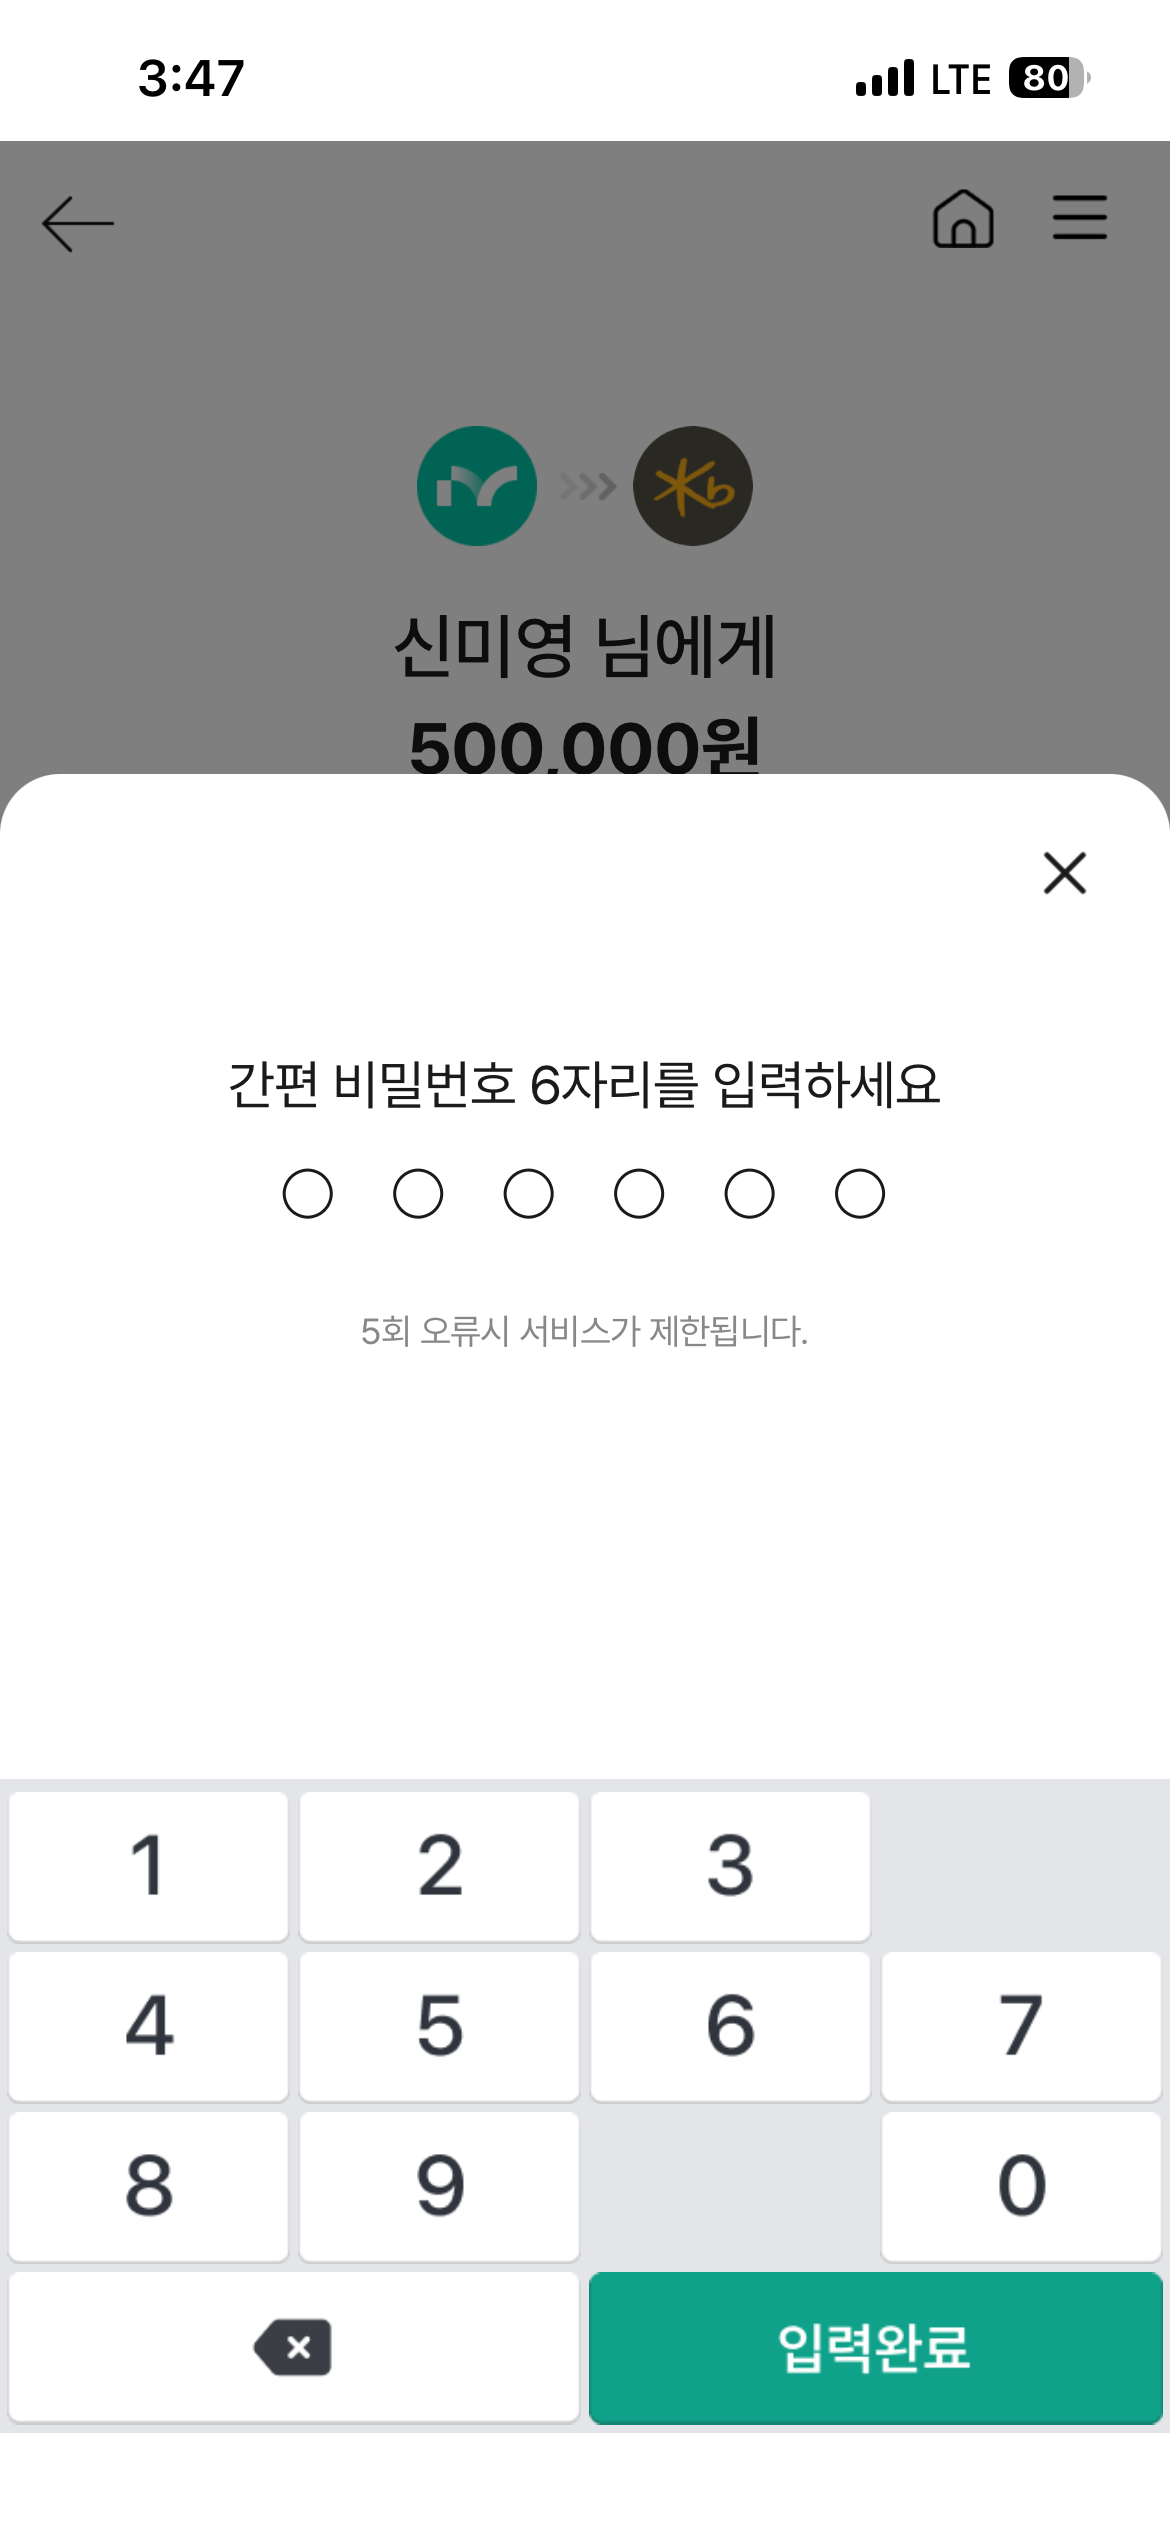 3:47 LTE 80
신미영 님에게
500,000원
간편 비밀번호 6자리를 입력하세요
5회 오류시 서비스가 제한됩니다.
1 2 3
4 5 6 7
8 9 0
입력완료